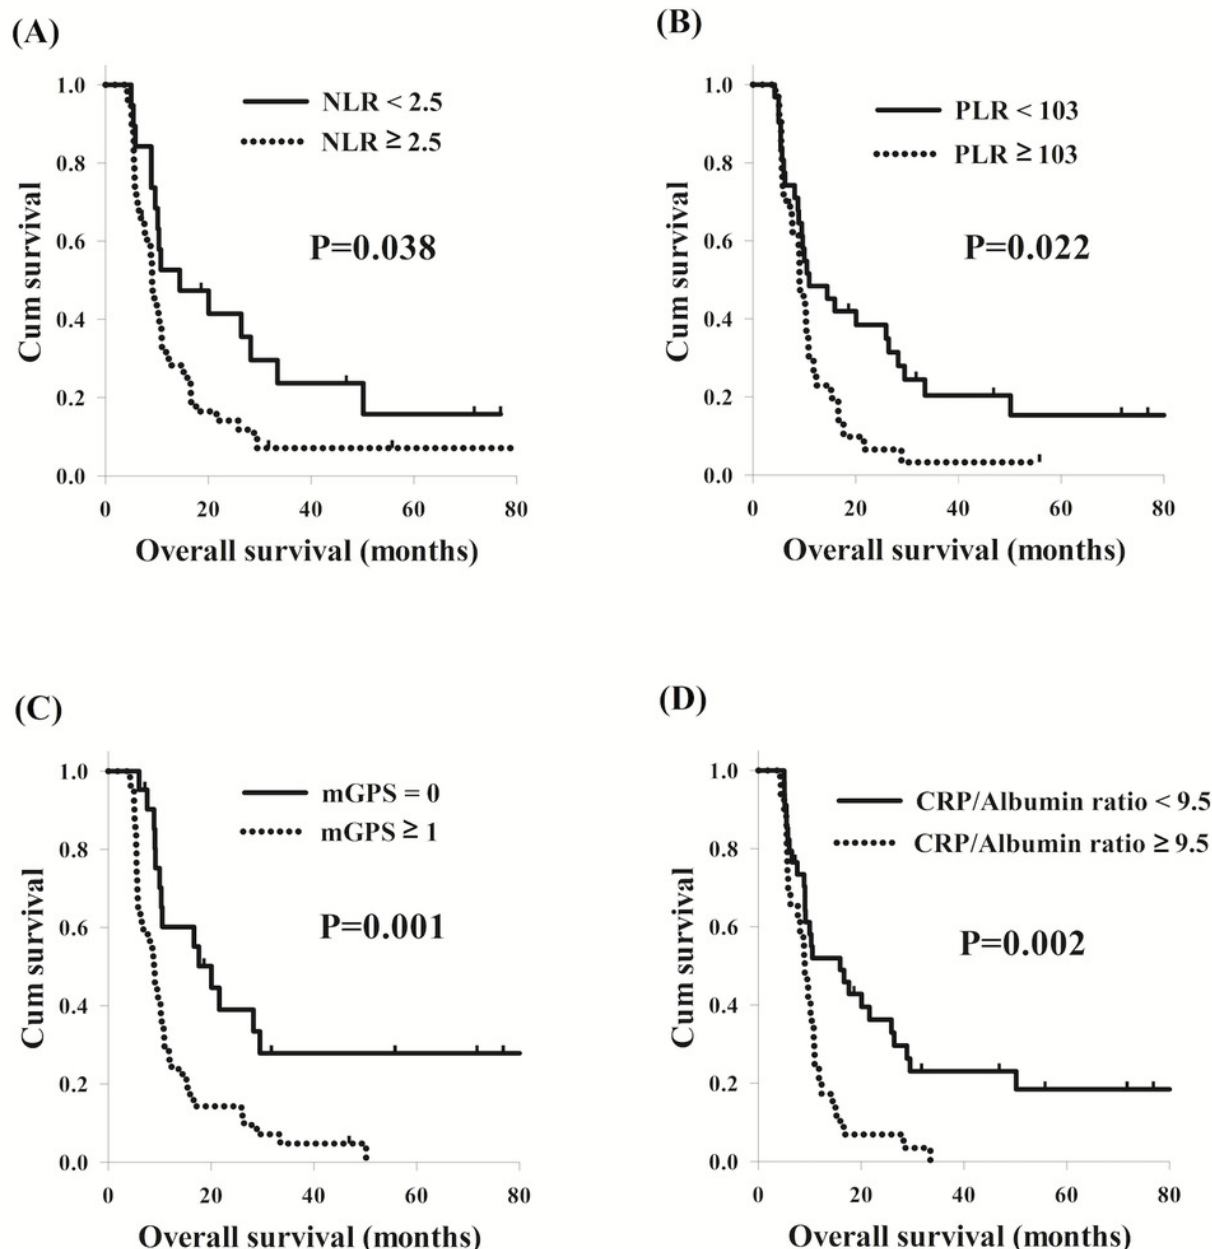 (A)
1.0
0.8
0.6
0.4
0.2
0.0
Cum survival
NLR < 2.5
NLR ≥ 2.5
P=0.038
0 20 40 60 80
Overall survival (months)
(B)
1.0
0.8
0.6
0.4
0.2
0.0
Cum survival
PLR < 103
PLR ≥ 103
P=0.022
0 20 40 60 80
Overall survival (months)
(C)
1.0
0.8
0.6
0.4
0.2
0.0
Cum survival
mGPS = 0
mGPS ≥ 1
P=0.001
0 20 40 60 80
Overall survival (months)
(D)
1.0
0.8
0.6
0.4
0.2
0.0
Cum survival
CRP/Albumin ratio < 9.5
CRP/Albumin ratio ≥ 9.5
P=0.002
0 20 40 60 80
Overall survival (months)